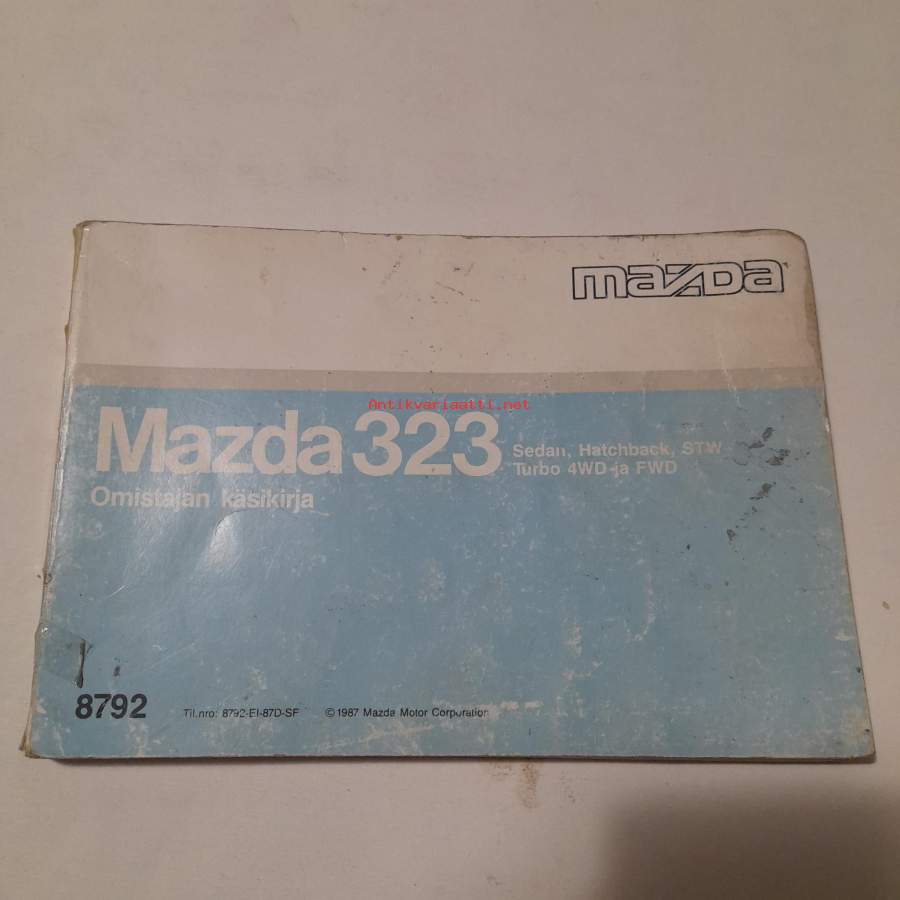 mazda
Antikvariaatti.net
Mazda 323
Sedan, Hatchback, STW
Turbo 4WD-ja FWD
Omistajan käsikirja
8792
Til.nro: 8792-EI-87D-SF © 1987 Mazda Motor Corporation